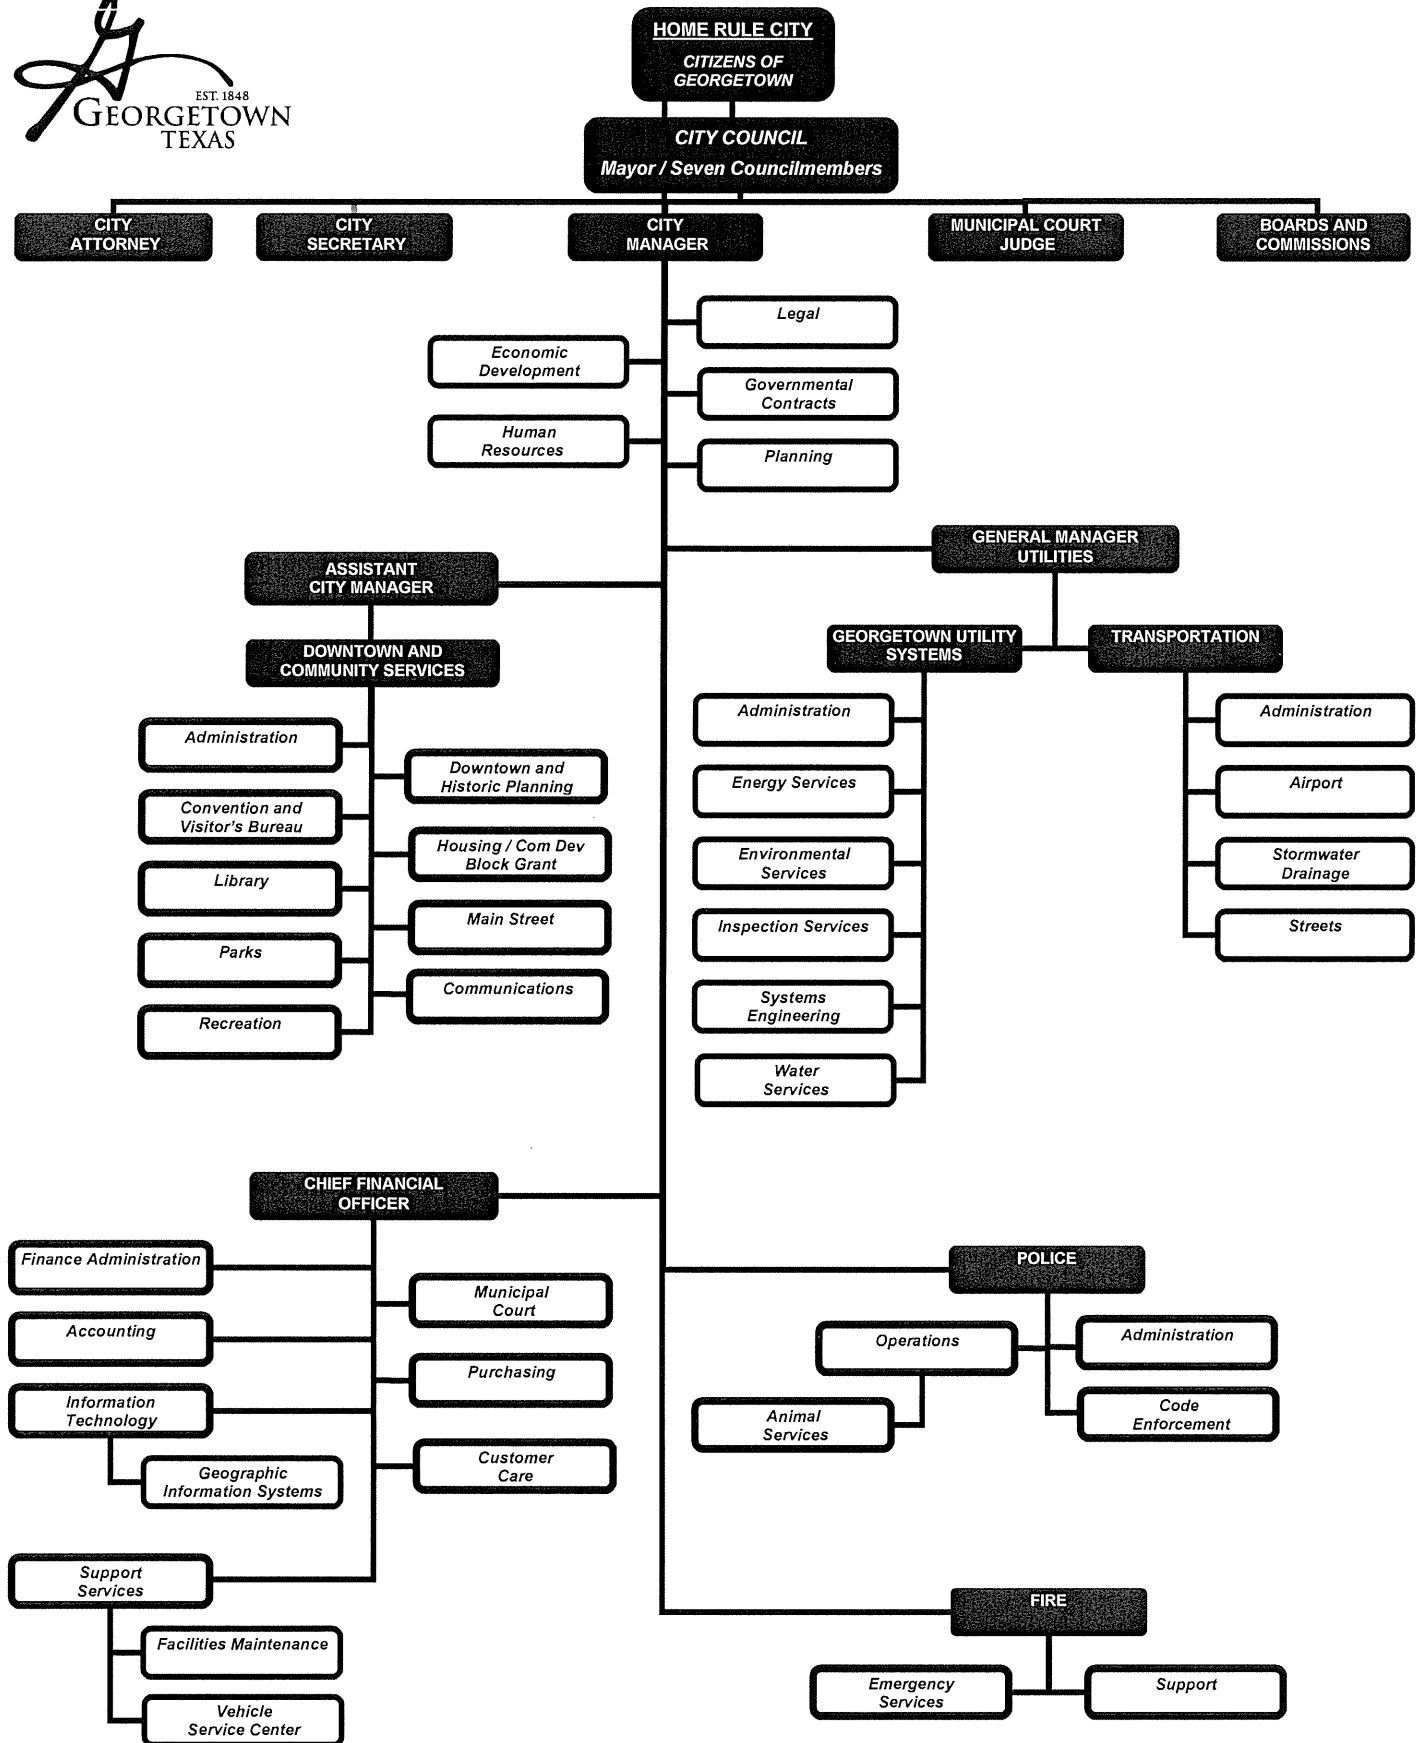 EST. 1848
GEORGETOWN
TEXAS
HOME RULE CITY
CITIZENS OF
GEORGETOWN
CITY COUNCIL
Mayor / Seven Councilmembers
CITY
ATTORNEY
CITY
SECRETARY
CITY
MANAGER
MUNICIPAL COURT
JUDGE
BOARDS AND
COMMISSIONS
Legal
Economic
Development
Governmental
Contracts
Human
Resources
Planning
GENERAL MANAGER
UTILITIES
ASSISTANT
CITY MANAGER
DOWNTOWN AND
COMMUNITY SERVICES
Administration
Downtown and
Historic Planning
Convention and
Visitor's Bureau
Housing / Com Dev
Block Grant
Library
Main Street
Parks
Communications
Recreation
GEORGETOWN UTILITY
SYSTEMS
Administration
Energy Services
Environmental
Services
Inspection Services
Systems
Engineering
Water
Services
TRANSPORTATION
Administration
Airport
Stormwater
Drainage
Streets
CHIEF FINANCIAL
OFFICER
Finance Administration
Municipal
Court
Accounting
Purchasing
Information
Technology
Customer
Care
Geographic
Information Systems
Support
Services
Facilities Maintenance
Vehicle
Service Center
POLICE
Operations
Administration
Animal
Services
Code
Enforcement
FIRE
Emergency
Services
Support